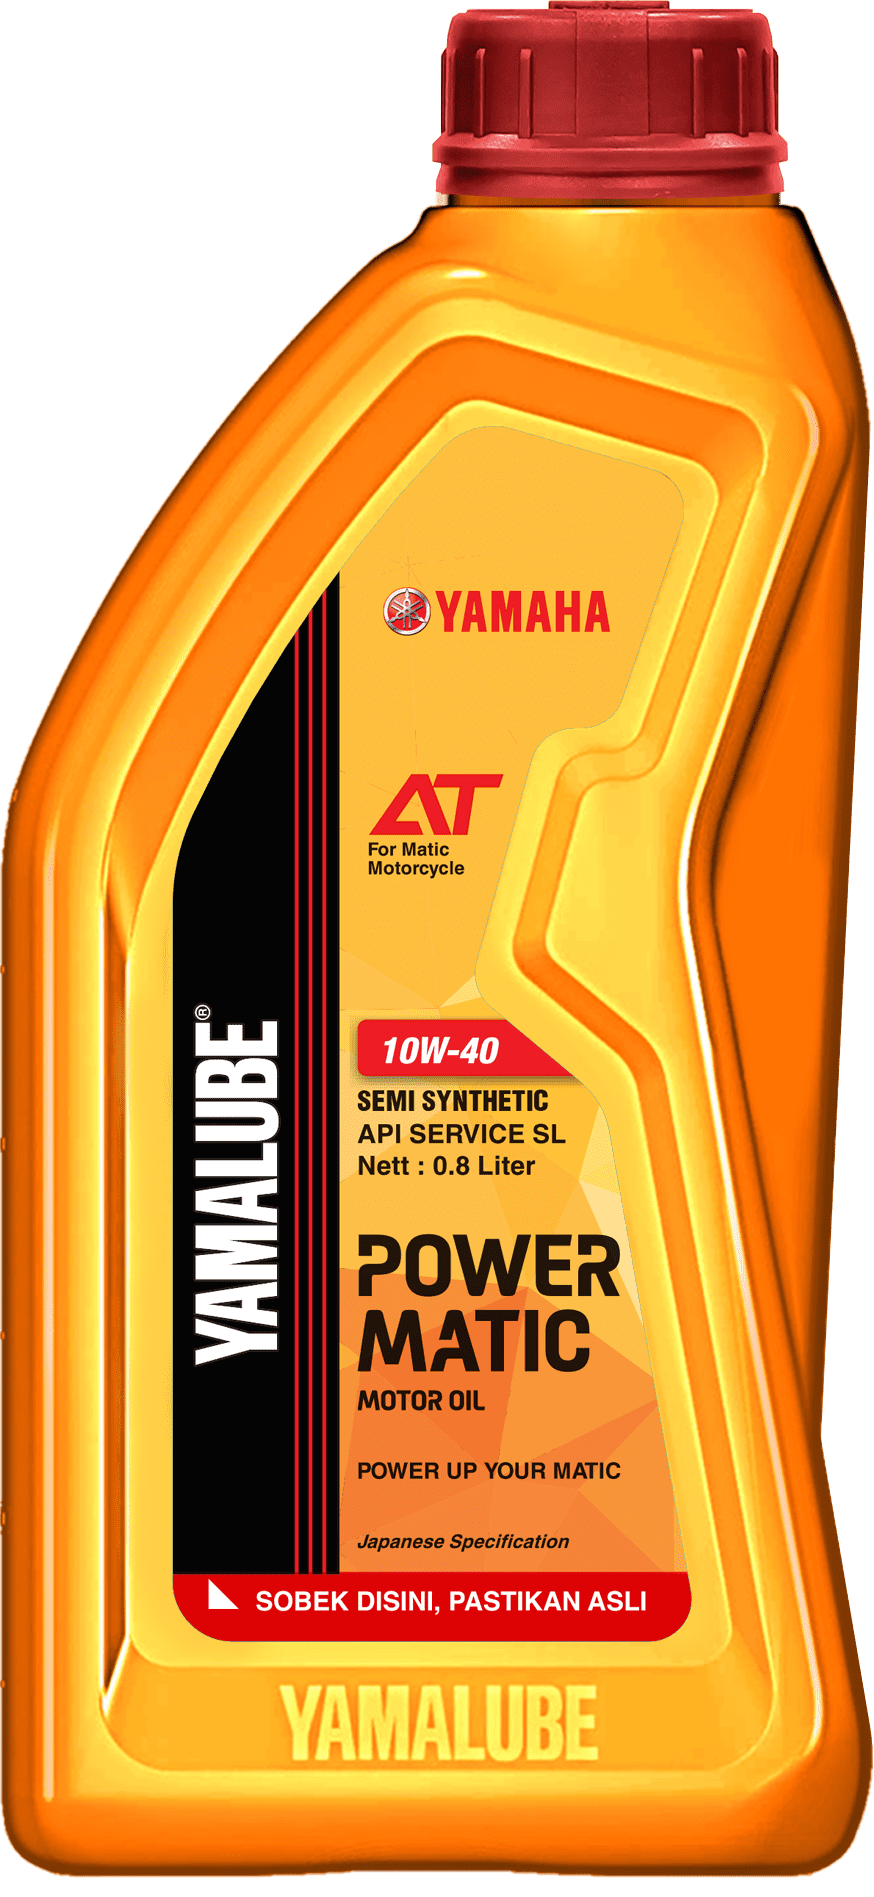 YAMAHA
AT
For Matic
Motorcycle
YAMALUBE®
10W-40
SEMI SYNTHETIC
API SERVICE SL
Nett : 0.8 Liter
POWER
MATIC
MOTOR OIL
POWER UP YOUR MATIC
Japanese Specification
SOBEK DISINI, PASTIKAN ASLI
YAMALUBE